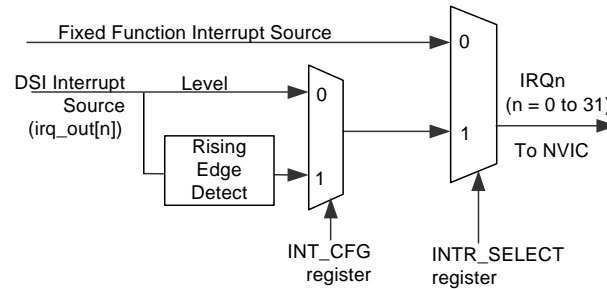 Fixed Function Interrupt Source
0
DSI Interrupt
Source
(irq_out[n])
Level
0
Rising
Edge
Detect
1
1
IRQn
(n = 0 to 31)
To NVIC
INT_CFG
register
INTR_SELECT
register